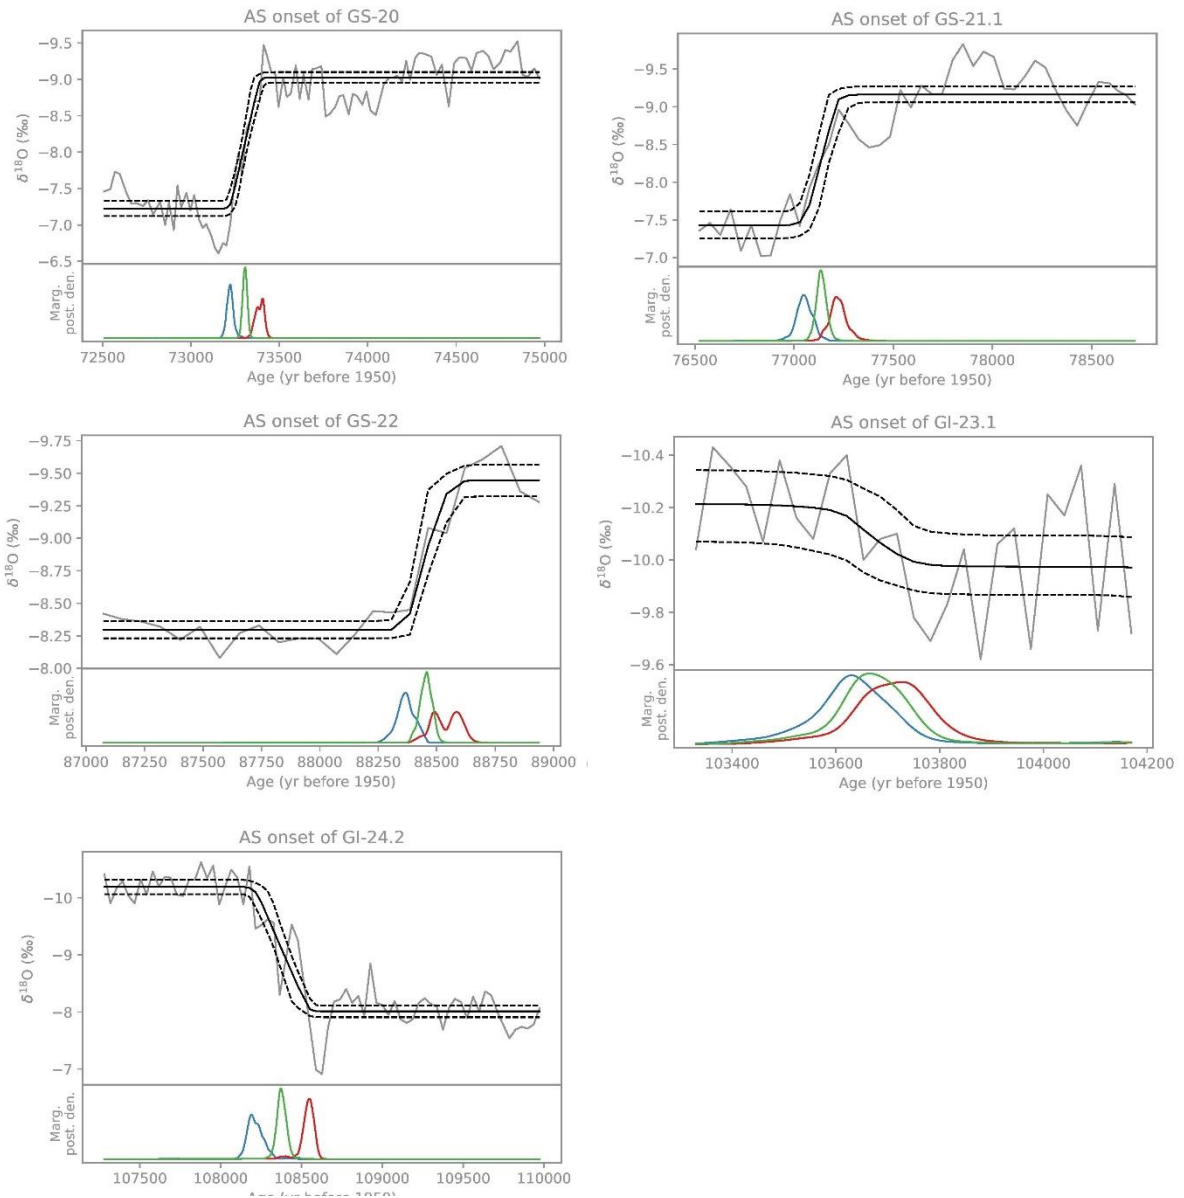 AS onset of GS-20
−9.5
−9.0
−8.5
−8.0
−7.5
−7.0
−6.5
δ¹⁸O (‰)
Marg.
post. den.
72500 73000 73500 74000 74500 75000
Age (yr before 1950)
AS onset of GS-21.1
−9.5
−9.0
−8.5
−8.0
−7.5
−7.0
δ¹⁸O (‰)
Marg.
post. den.
76500 77000 77500 78000 78500
Age (yr before 1950)
AS onset of GS-22
−9.75
−9.50
−9.25
−9.00
−8.75
−8.50
−8.25
−8.00
δ¹⁸O (‰)
Marg.
post. den.
87000 87250 87500 87750 88000 88250 88500 88750 89000
Age (yr before 1950)
AS onset of GI-23.1
−10.4
−10.2
−10.0
−9.8
−9.6
δ¹⁸O (‰)
Marg.
post. den.
103400 103600 103800 104000 104200
Age (yr before 1950)
AS onset of GI-24.2
−10
−9
−8
−7
δ¹⁸O (‰)
Marg.
post. den.
107500 108000 108500 109000 109500 110000
Age (yr before 1950)